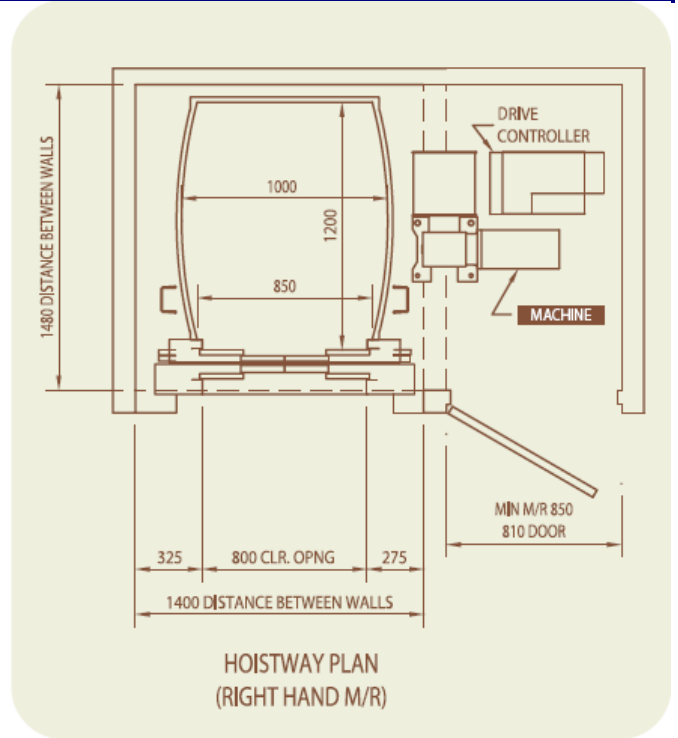 DRIVE
CONTROLLER
1480 DISTANCE BETWEEN WALLS
1000
1200
850
MACHINE
MIN M/R 850
810 DOOR
325
800 CLR. OPNG
275
1400 DISTANCE BETWEEN WALLS
HOISTWAY PLAN
(RIGHT HAND M/R)